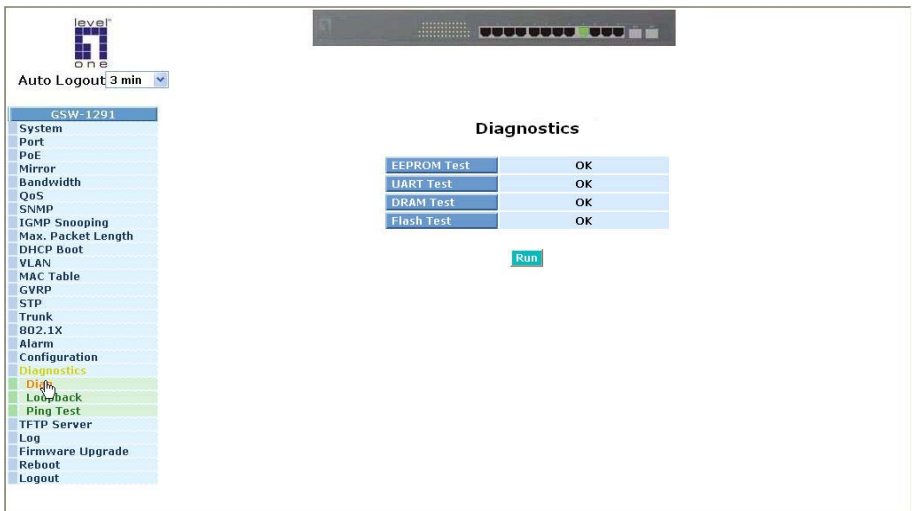 level
one
Auto Logout 3 min
GSW-1291
System
Port
PoE
Mirror
Bandwidth
QoS
SNMP
IGMP Snooping
Max. Packet Length
DHCP Boot
VLAN
MAC Table
GVRP
STP
Trunk
802.1X
Alarm
Configuration
Diagnostics
Diag
Loopback
Ping Test
TFTP Server
Log
Firmware Upgrade
Reboot
Logout
Diagnostics
EEPROM Test OK
UART Test OK
DRAM Test OK
Flash Test OK
Run